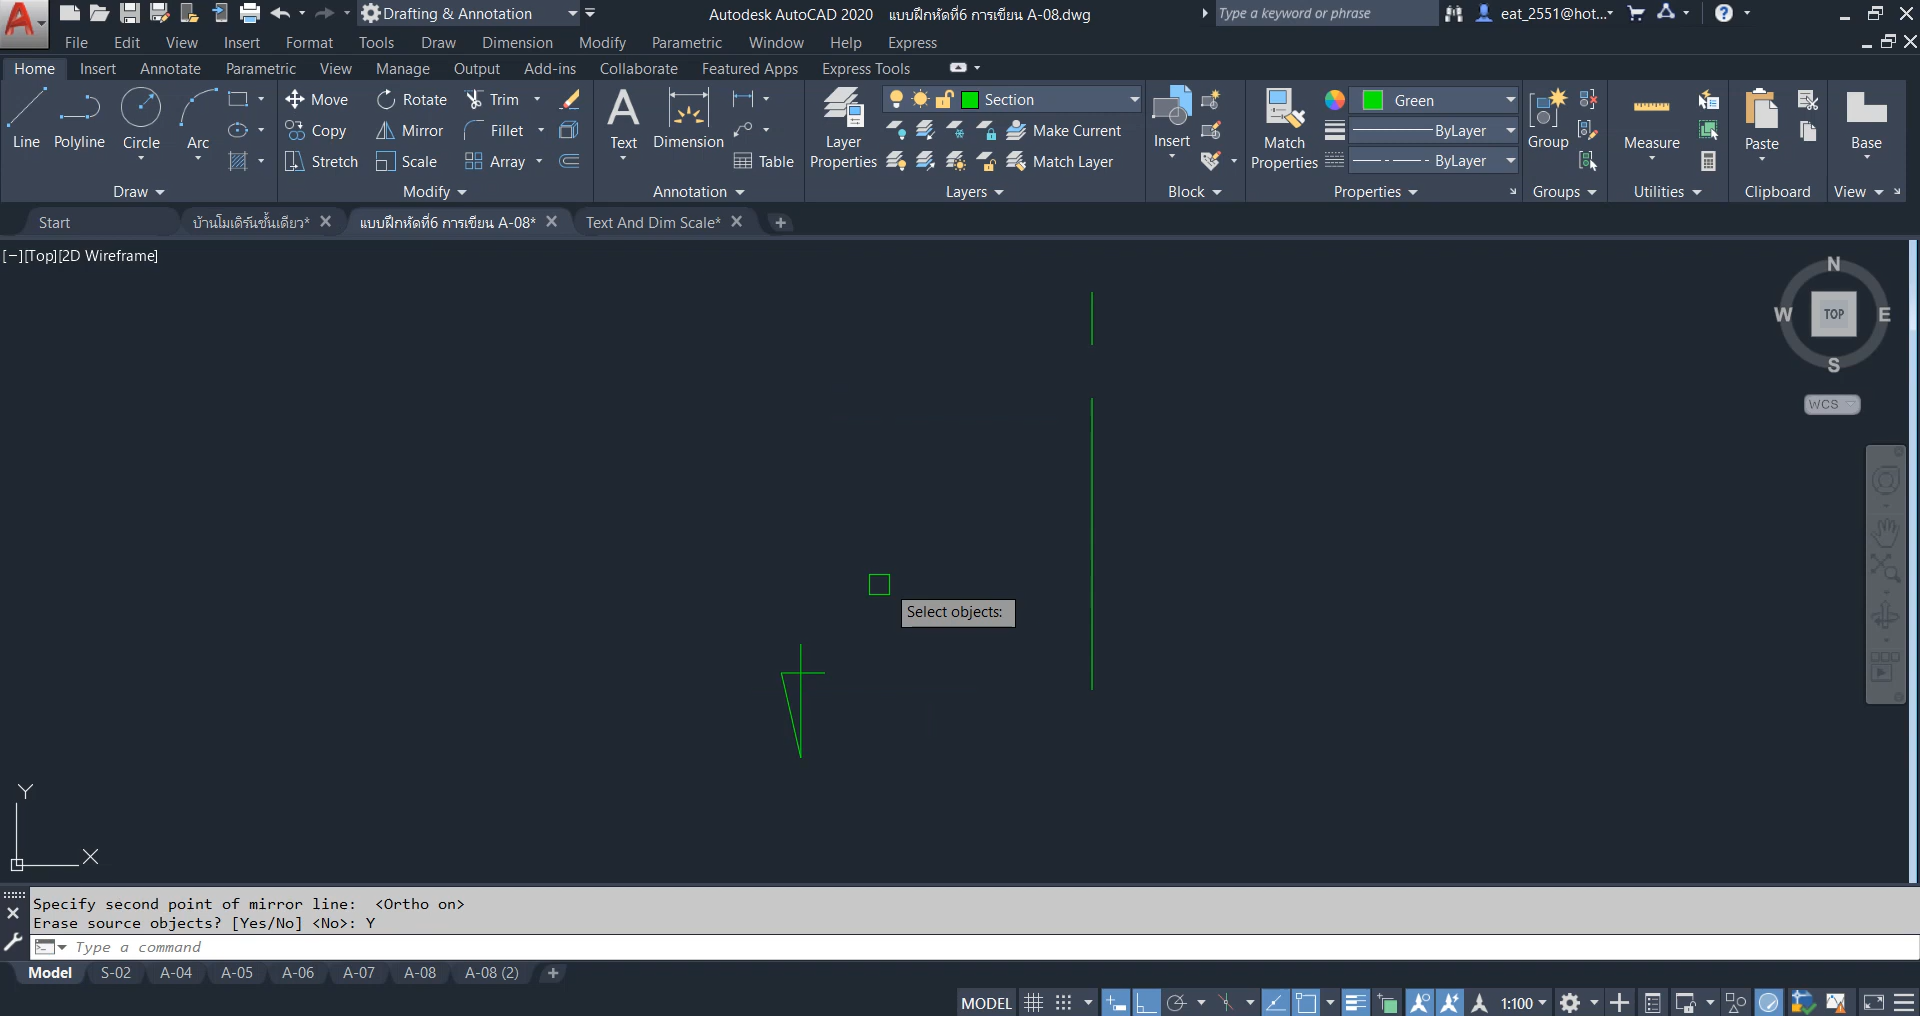 Drafting & Annotation
Autodesk AutoCAD 2020 แบบฝึกหัดที่6 การเขียน A-08.dwg
Type a keyword or phrase
eat_2551@hot...
File Edit View Insert Format Tools Draw Dimension Modify Parametric Window Help Express
Home Insert Annotate Parametric View Manage Output Add-ins Collaborate Featured Apps Express Tools
Move Rotate Trim
Section
Green
Line Polyline Circle Arc
Copy Mirror Fillet
Text Dimension
Make Current
Insert
Match Properties
ByLayer
Group
Measure
Paste
Base
Stretch Scale Array
Table
Layer Properties
Match Layer
ByLayer
Draw Modify Annotation Layers Block Properties Groups Utilities Clipboard View
Start บ้านโมเดิร์นชั้นเดียว* แบบฝึกหัดที่6 การเขียน A-08* Text And Dim Scale*
[−][Top][2D Wireframe]
N
W TOP E
S
WCS
Select objects:
Y
X
Specify second point of mirror line: <Ortho on>
Erase source objects? [Yes/No] <No>: Y
Type a command
Model S-02 A-04 A-05 A-06 A-07 A-08 A-08 (2)
MODEL 1:100